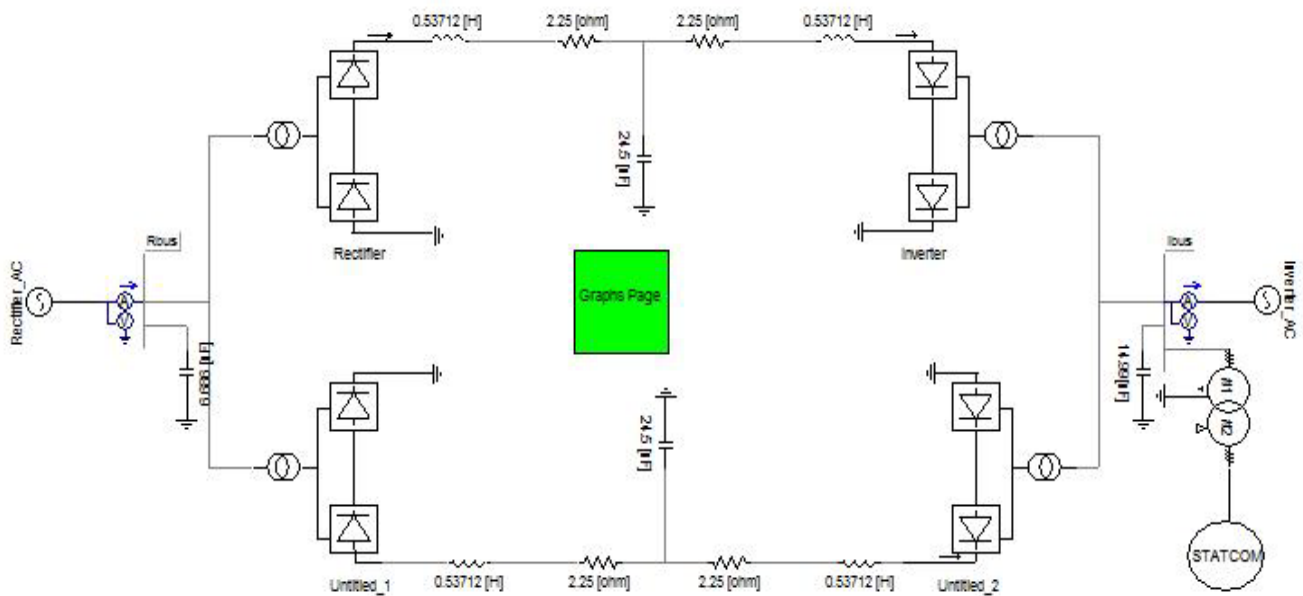 0.53712 [H]
2.25 [ohm]
2.25 [ohm]
0.53712 [H]
24.5 [uF]
Rectifier
Inverter
Rbus
Ibus
Graphs Page
Rectifier_AC
A
V
A
V
Inverter_AC
6.686 [uF]
14.99 [uF]
#1
#2
24.5 [uF]
STATCOM
Untitled_1
0.53712 [H]
2.25 [ohm]
2.25 [ohm]
0.53712 [H]
Untitled_2